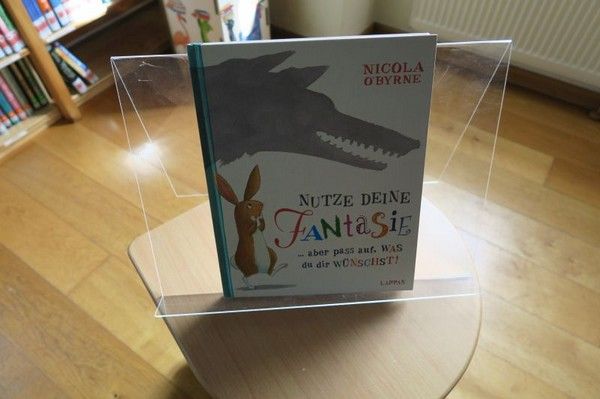 NICOLA
O'BYRNE
NUTZE DEINE
FANTASIE
... aber pass auf, WAS
du dir WÜNSCHST!
LAPPAN